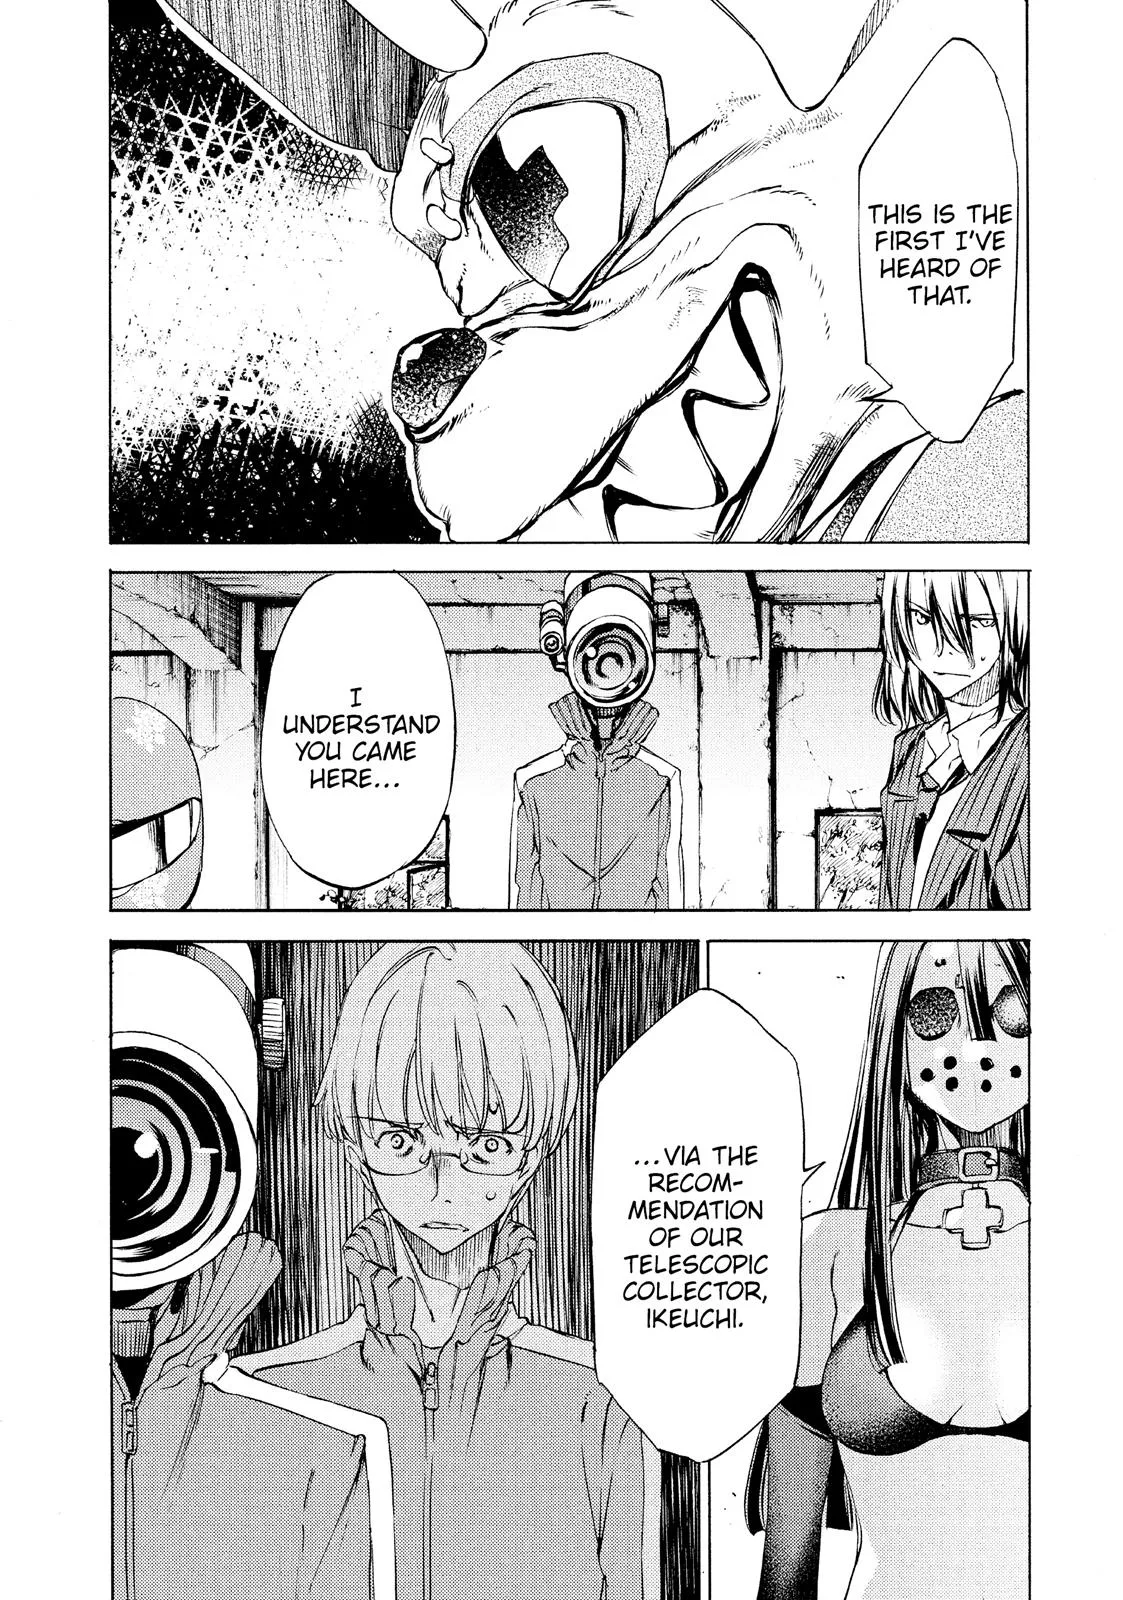 THIS IS THE
FIRST I'VE
HEARD OF
THAT.
I
UNDERSTAND
YOU CAME
HERE...
...VIA THE
RECOM-
MENDATION
OF OUR
TELESCOPIC
COLLECTOR,
IKEUCHI.